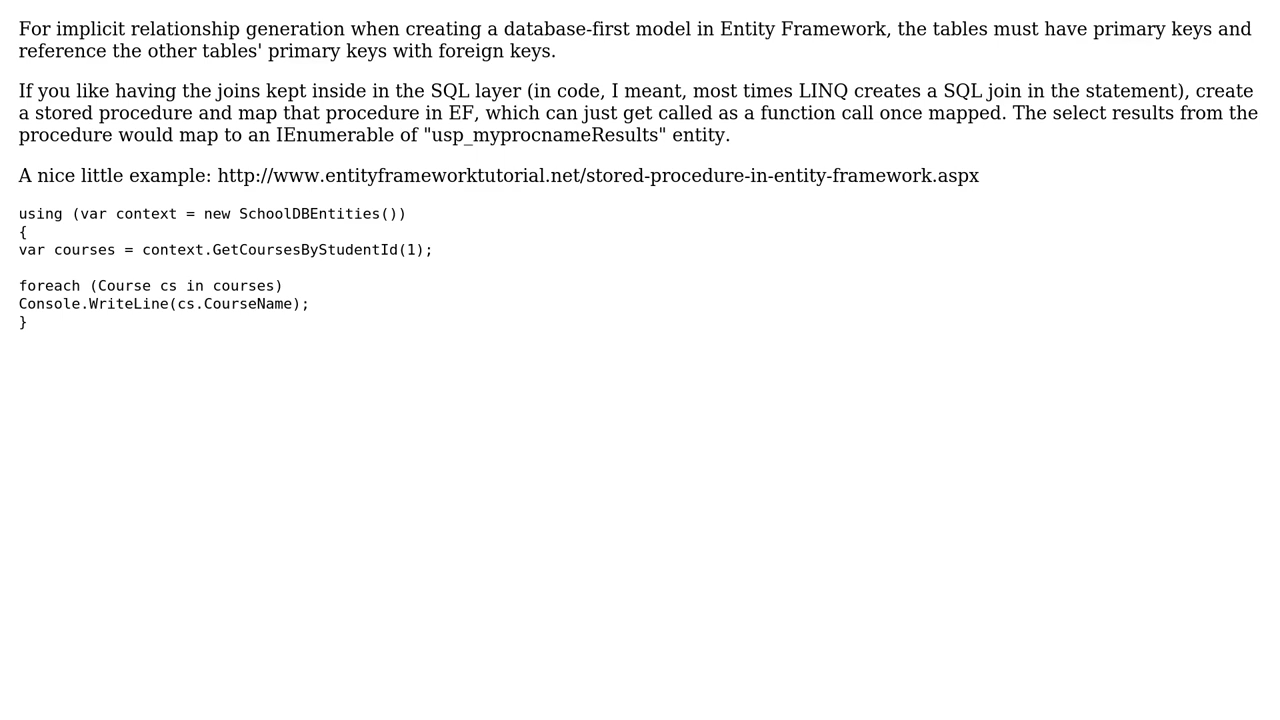 For implicit relationship generation when creating a database-first model in Entity Framework, the tables must have primary keys and
reference the other tables' primary keys with foreign keys.
If you like having the joins kept inside in the SQL layer (in code, I meant, most times LINQ creates a SQL join in the statement), create
a stored procedure and map that procedure in EF, which can just get called as a function call once mapped. The select results from the
procedure would map to an IEnumerable of "usp_myprocnameResults" entity.
A nice little example: http://www.entityframeworktutorial.net/stored-procedure-in-entity-framework.aspx
using (var context = new SchoolDBEntities())
{
var courses = context.GetCoursesByStudentId(1);
foreach (Course cs in courses)
Console.WriteLine(cs.CourseName);
}